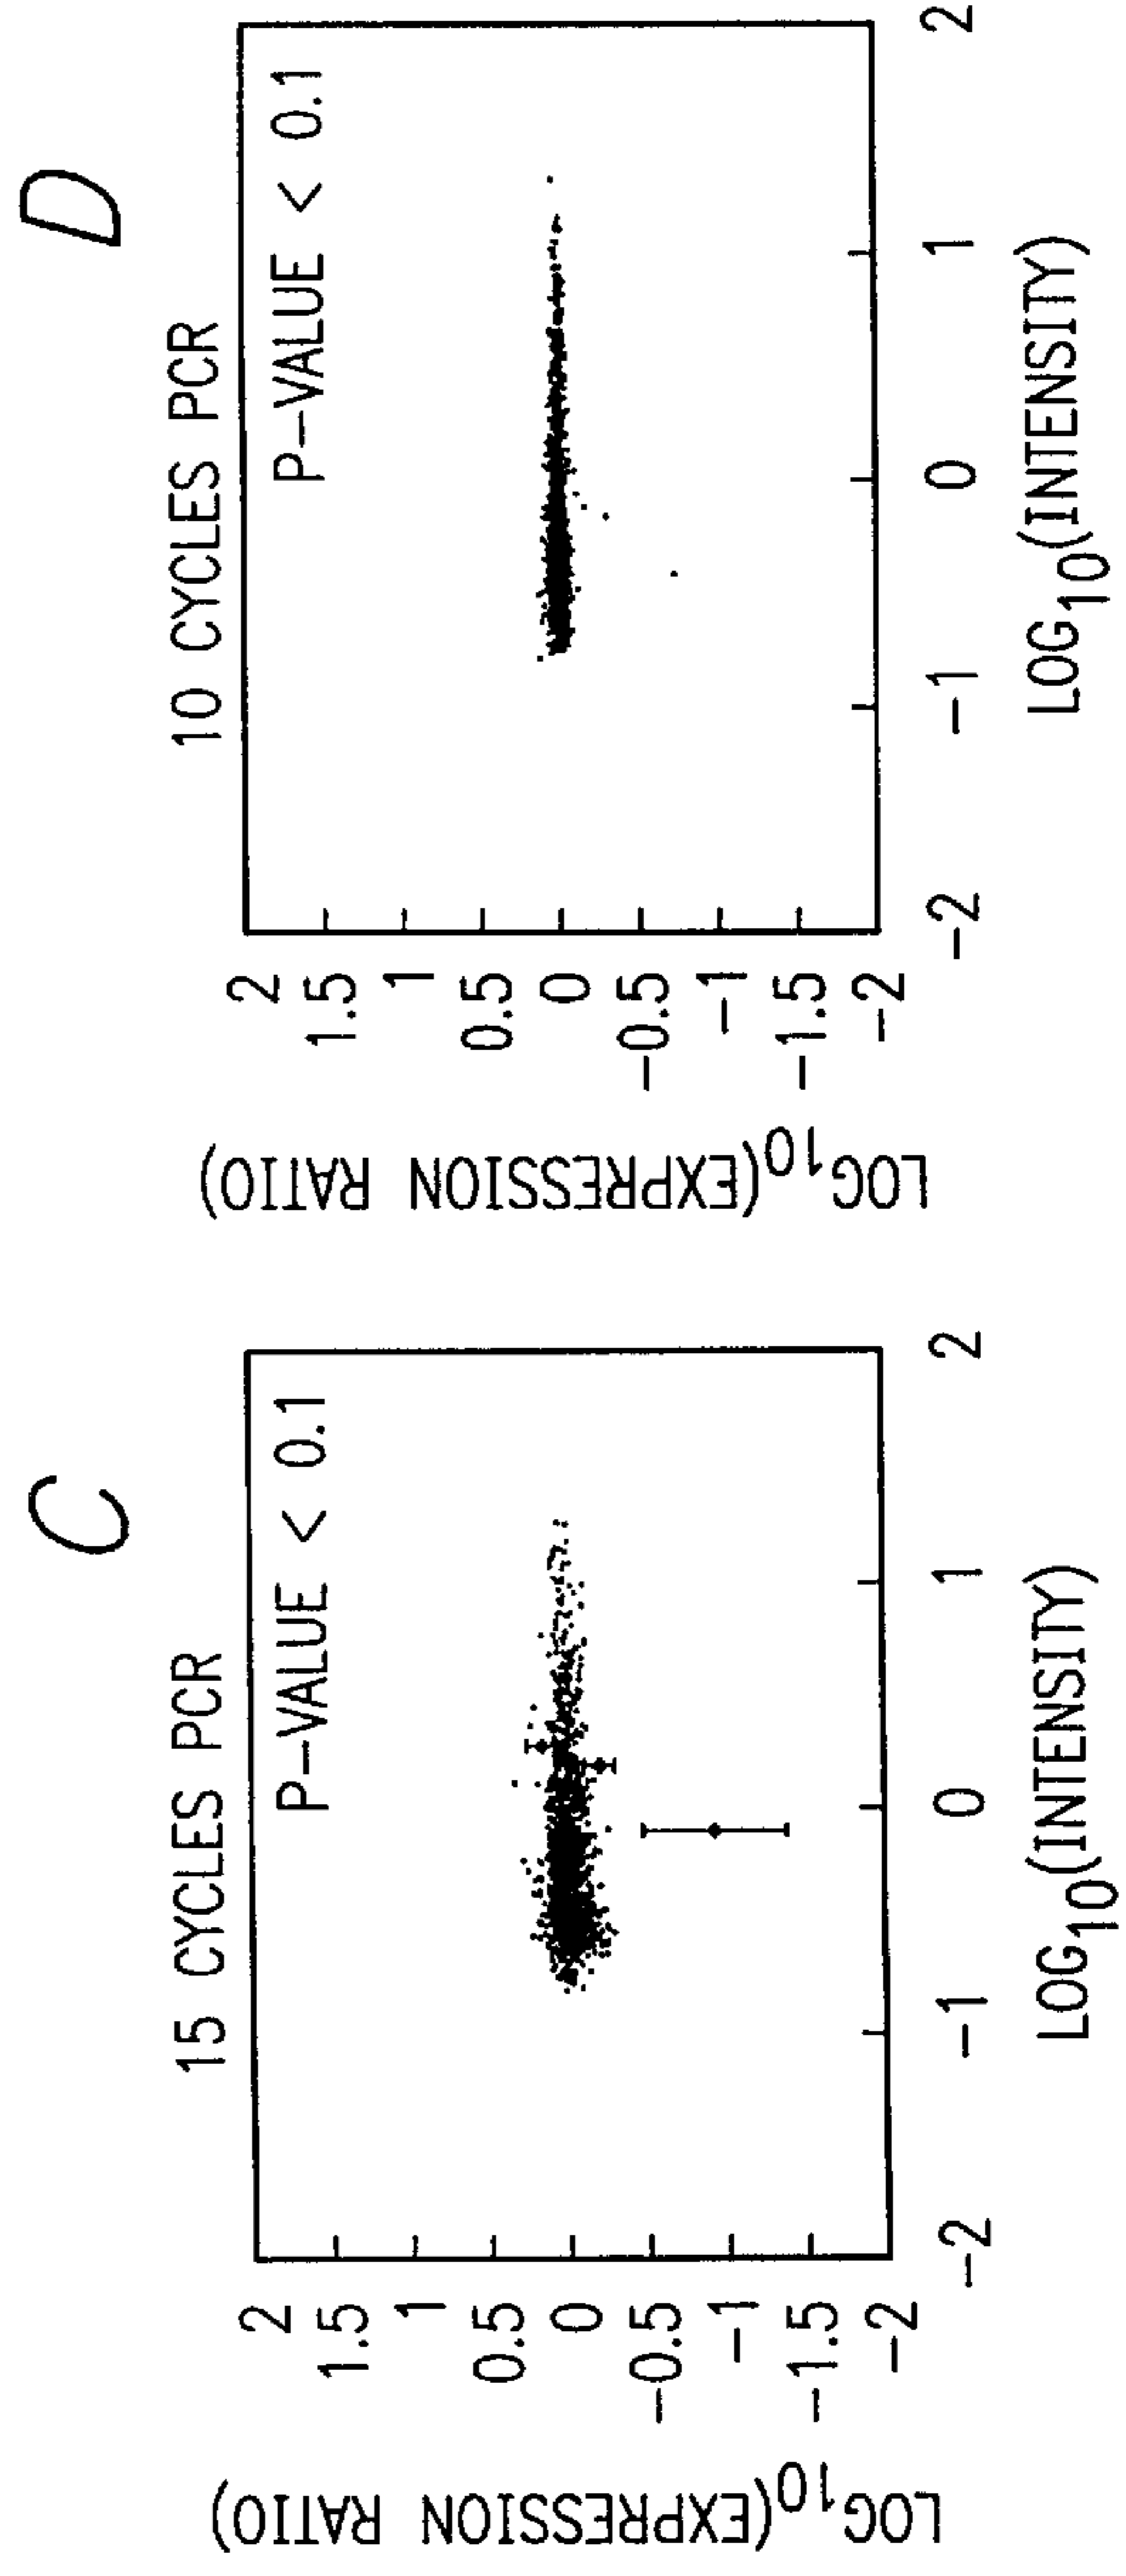 C
15 CYCLES PCR
P-VALUE < 0.1
LOG10(EXPRESSION RATIO)
2
1.5
1
0.5
0
-0.5
-1
-1.5
-2
-2
-1
0
1
2
LOG10(INTENSITY)
D
10 CYCLES PCR
P-VALUE < 0.1
LOG10(EXPRESSION RATIO)
2
1.5
1
0.5
0
-0.5
-1
-1.5
-2
-2
-1
0
1
2
LOG10(INTENSITY)